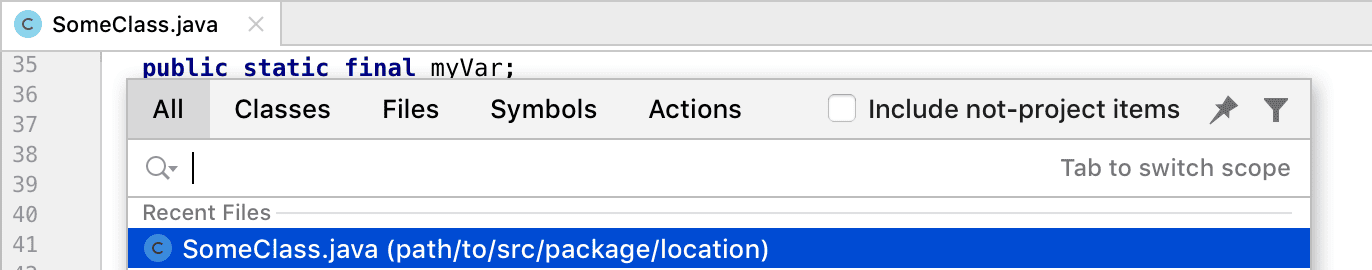 C SomeClass.java
35 public static final myVar;
36
All Classes Files Symbols Actions Include not-project items
37
38
Tab to switch scope
39
40
Recent Files
41
C SomeClass.java (path/to/src/package/location)